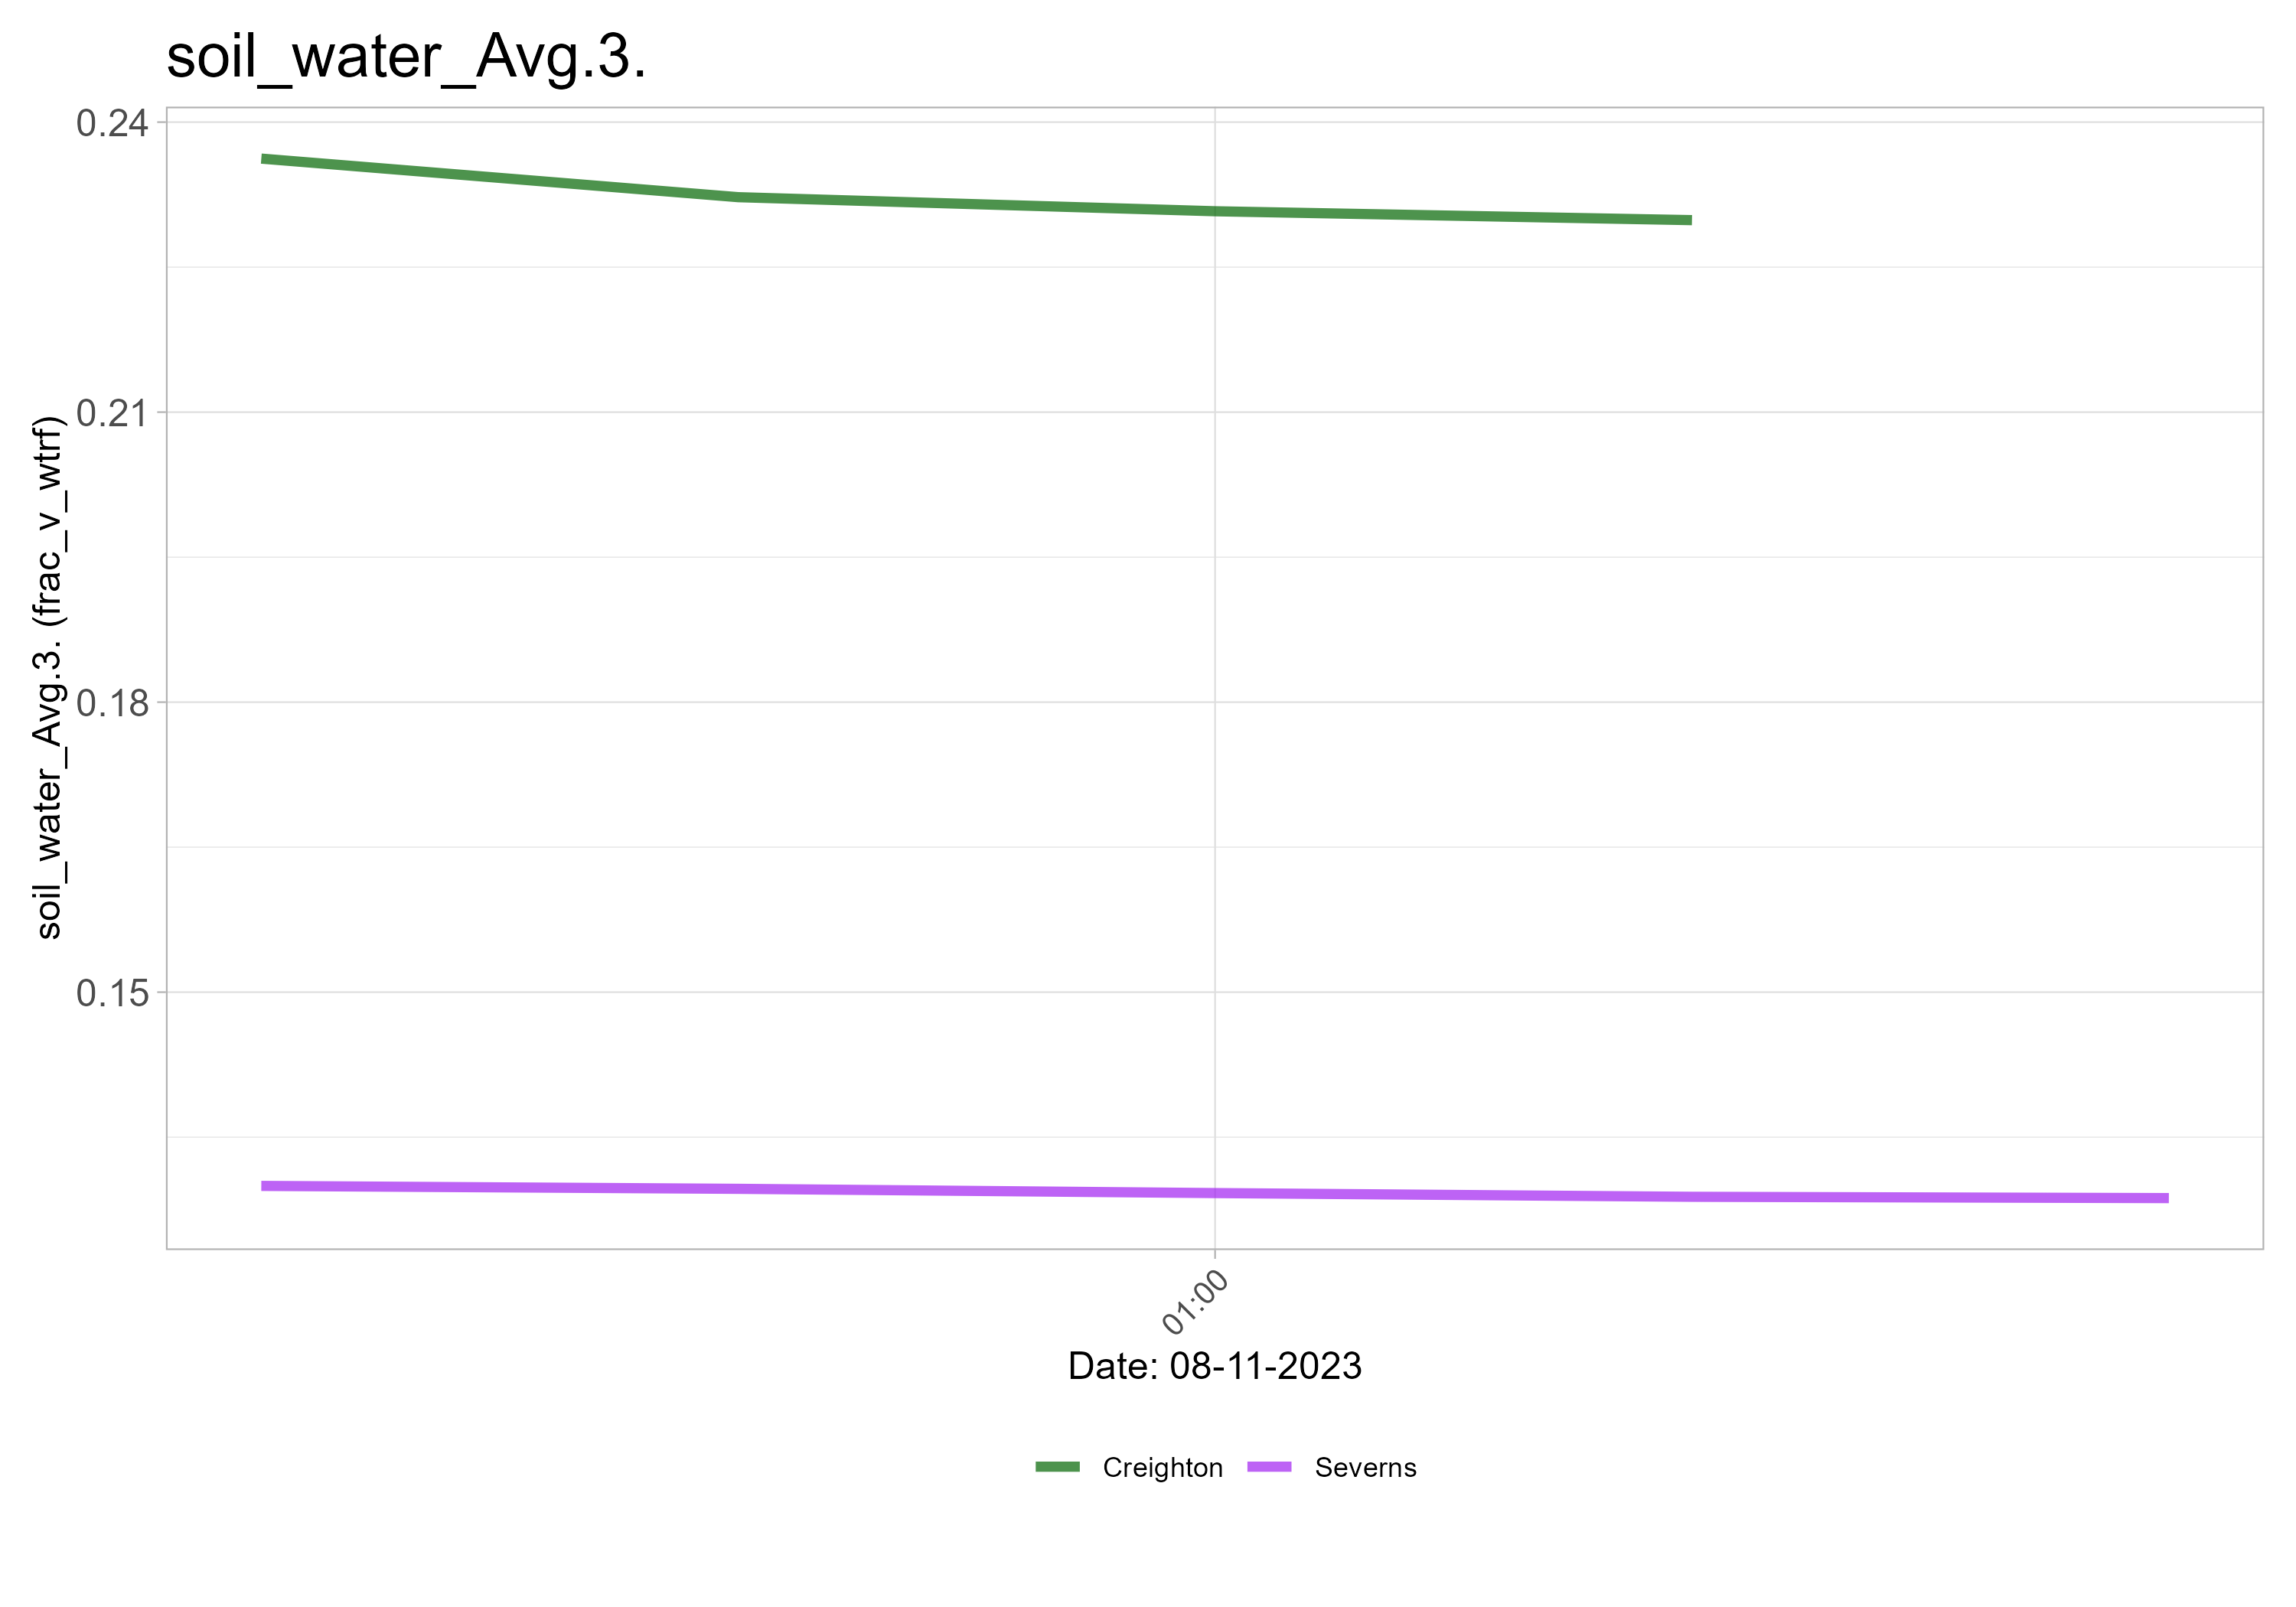 soil_water_Avg.3.
0.24
0.21
0.18
0.15
soil_water_Avg.3. (frac_v_wtrf)
01:00
Date: 08-11-2023
Creighton Severns